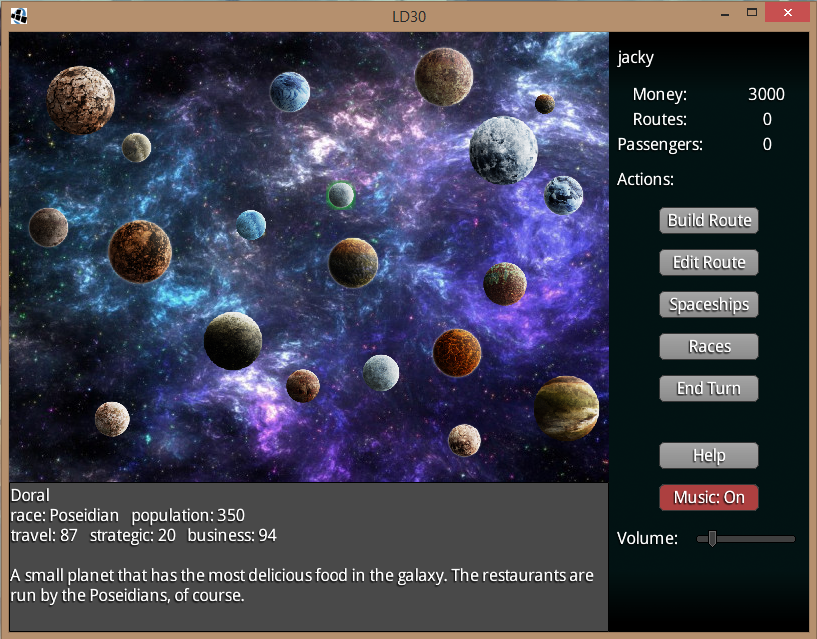 LD30
jacky
Money: 3000
Routes: 0
Passengers: 0
Actions:
Build Route
Edit Route
Spaceships
Races
End Turn
Help
Music: On
Volume:
Doral
race: Poseidian population: 350
travel: 87 strategic: 20 business: 94
A small planet that has the most delicious food in the galaxy. The restaurants are
run by the Poseidians, of course.